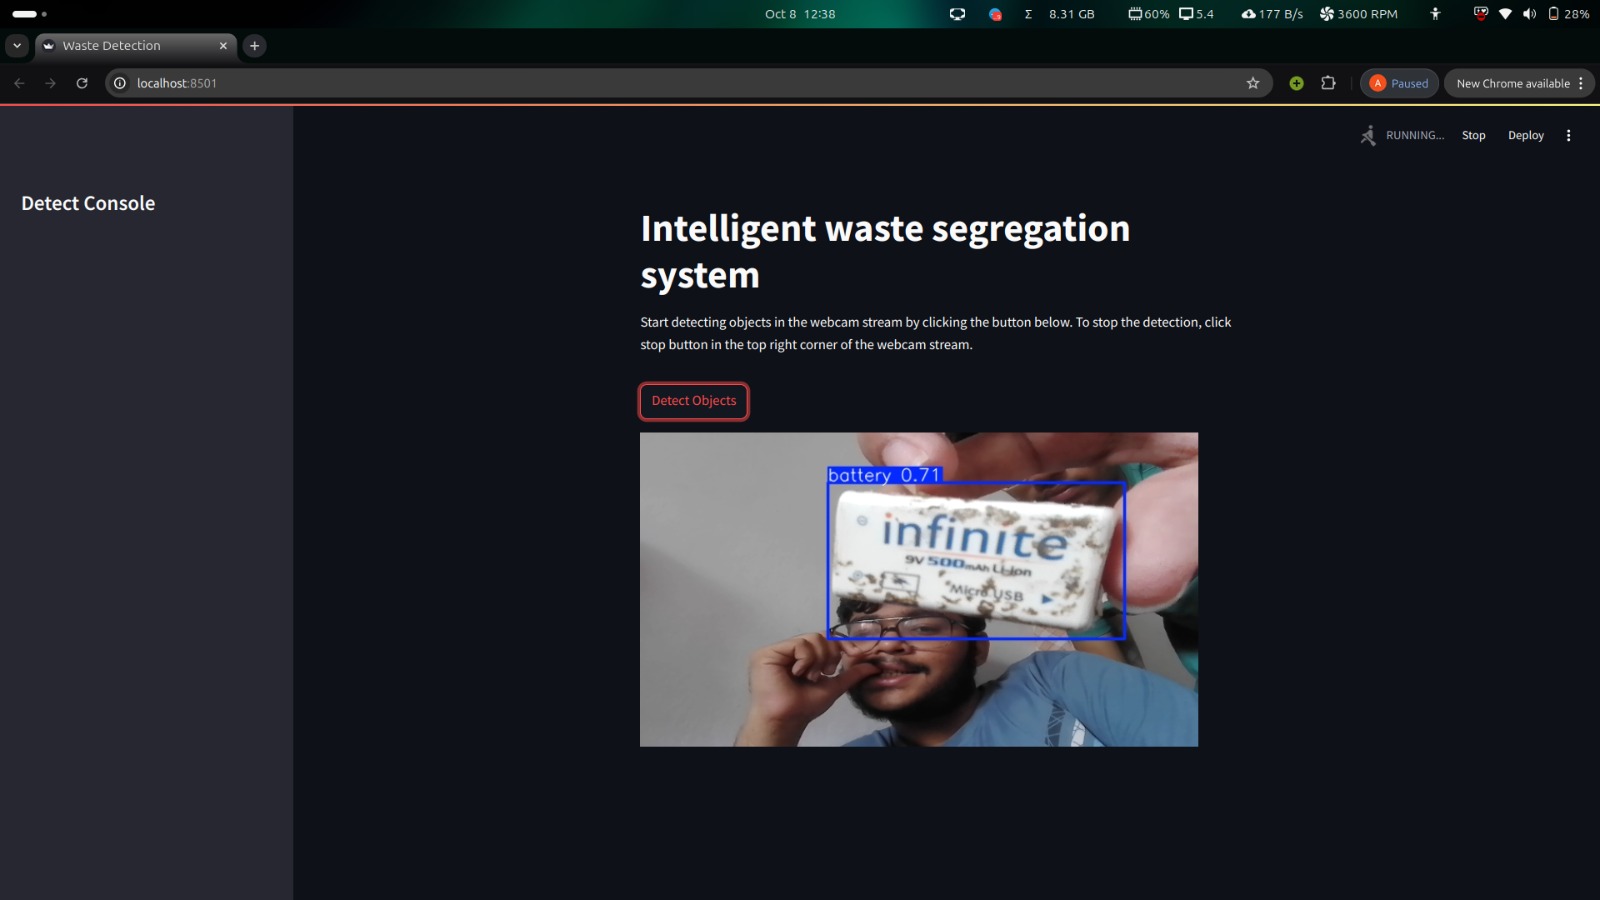 Oct 8 12:38
Σ 8.31 GB 60% 5.4 177 B/s 3600 RPM 28%
Waste Detection
localhost:8501
A Paused
New Chrome available
RUNNING...
Stop
Deploy
Detect Console
Intelligent waste segregation
system
Start detecting objects in the webcam stream by clicking the button below. To stop the detection, click
stop button in the top right corner of the webcam stream.
Detect Objects
battery 0.71
infinite
9V 500mAh Li-ion
Micro USB